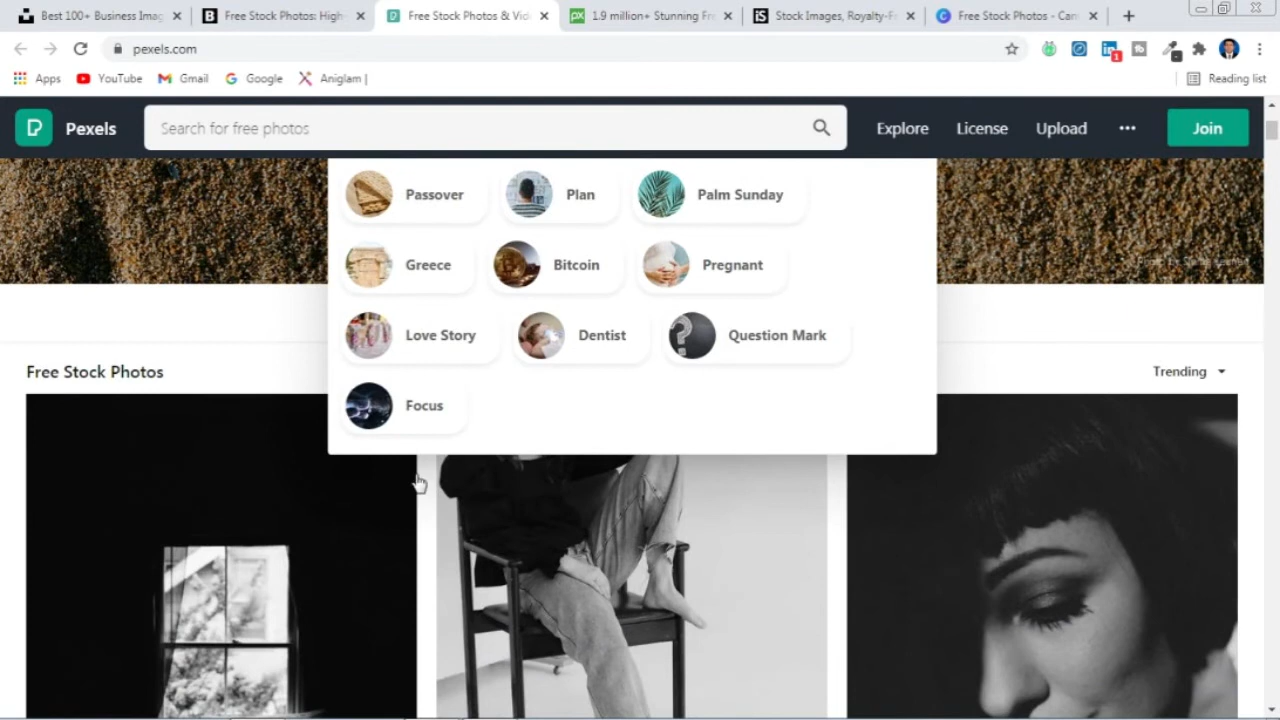 Best 100+ Business Imag
Free Stock Photos: High-
Free Stock Photos & Vid
1.9 million+ Stunning Fr
Stock Images, Royalty-F
Free Stock Photos - Can
pexels.com
1
Apps
YouTube
Gmail
Google
Aniglam |
Reading list
Pexels
Search for free photos
Explore
License
Upload
Join
Passover
Plan
Palm Sunday
Greece
Bitcoin
Pregnant
Love Story
Dentist
Question Mark
Focus
Free Stock Photos
Trending